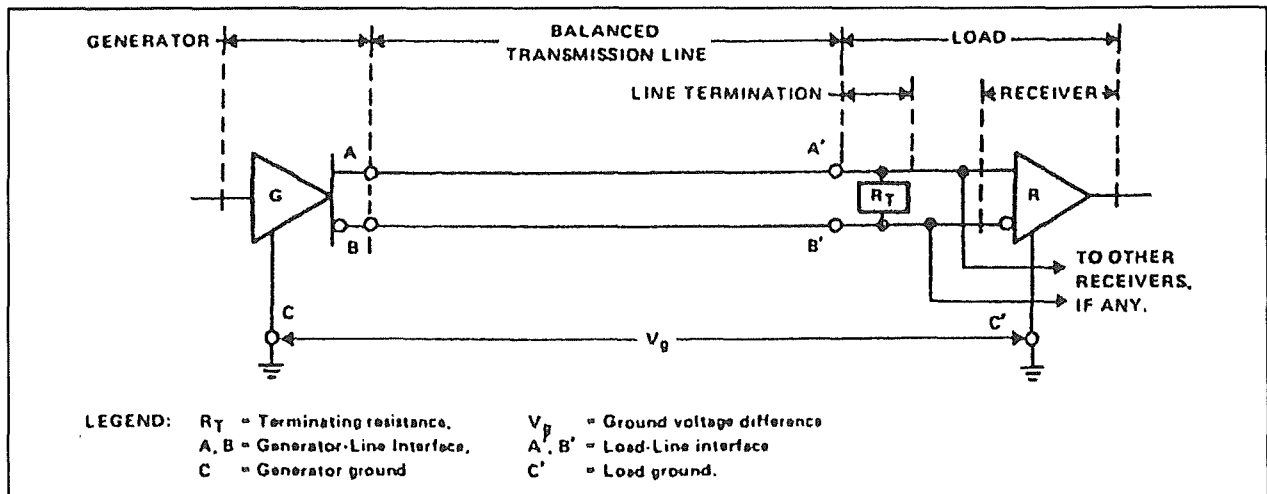 GENERATOR
BALANCED
TRANSMISSION LINE
LOAD
LINE TERMINATION
RECEIVER
A
A'
G
RT
R
B
B'
TO OTHER
RECEIVERS,
IF ANY.
C
C'
Vg
LEGEND: RT = Terminating resistance, Vg = Ground voltage difference
A, B = Generator-Line Interface, A', B' = Load-Line interface
C = Generator ground C' = Load ground.